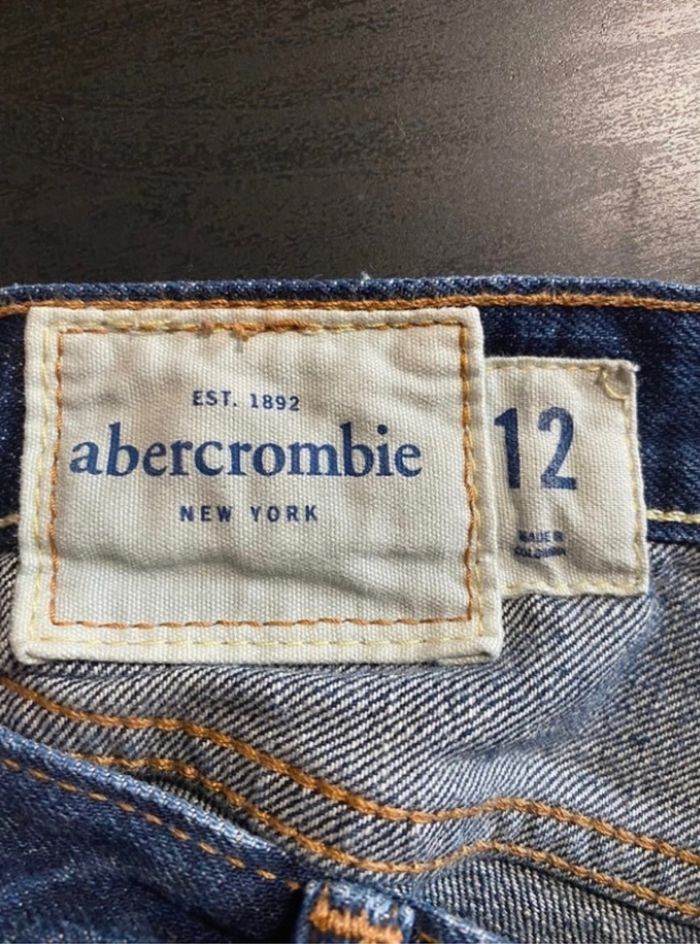 EST. 1892
abercrombie
NEW YORK
12
MADE IN
COLOMBIA